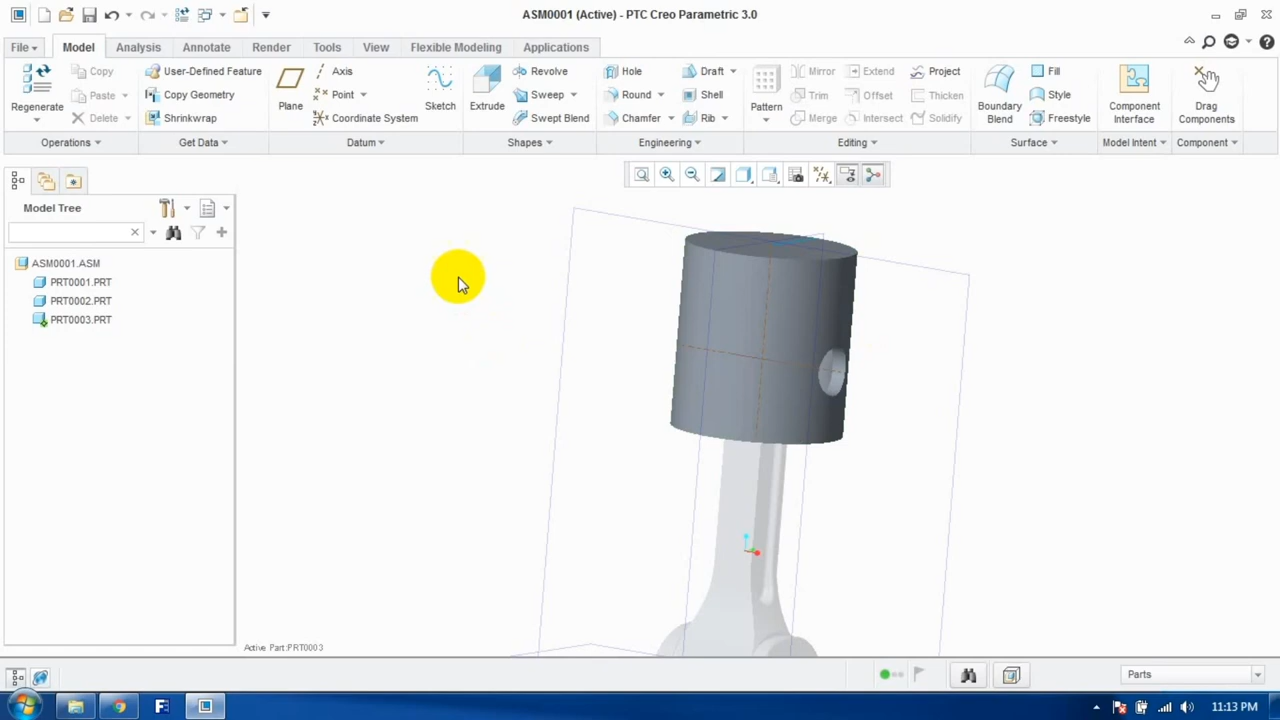 ASM0001 (Active) - PTC Creo Parametric 3.0
File Model Analysis Annotate Render Tools View Flexible Modeling Applications
Regenerate
Copy
Paste
Delete
Operations
User-Defined Feature
Copy Geometry
Shrinkwrap
Get Data
Plane
Axis
Point
Coordinate System
Sketch
Datum
Extrude
Revolve
Sweep
Swept Blend
Shapes
Hole
Round
Chamfer
Draft
Shell
Rib
Engineering
Pattern
Mirror
Trim
Merge
Extend
Offset
Intersect
Project
Thicken
Solidify
Editing
Boundary
Blend
Fill
Style
Freestyle
Surface
Component
Interface
Model Intent
Drag
Components
Component
Model Tree
ASM0001.ASM
PRT0001.PRT
PRT0002.PRT
PRT0003.PRT
Active Part:PRT0003
Parts
11:13 PM